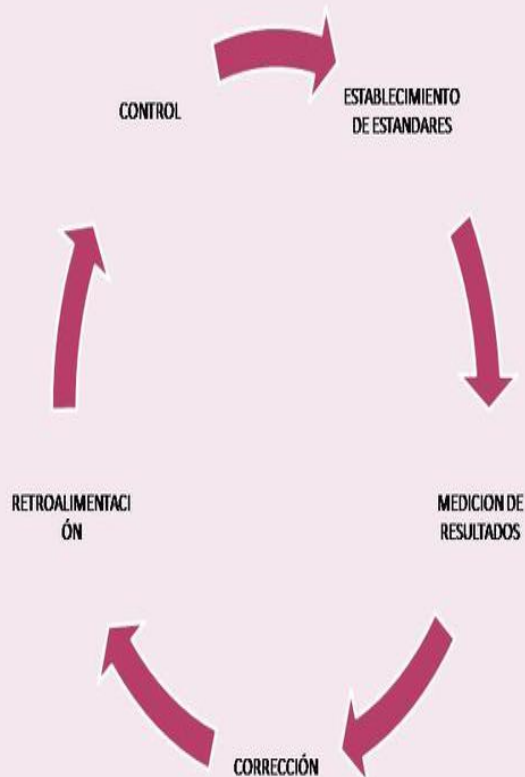 CONTROL
ESTABLECIMIENTO
DE ESTANDARES
MEDICION DE
RESULTADOS
CORRECCIÓN
RETROALIMENTACI
ÓN